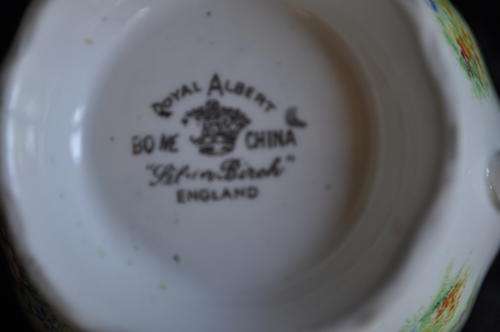 ROYAL ALBERT
BONE CHINA
"Silver Birch"
ENGLAND